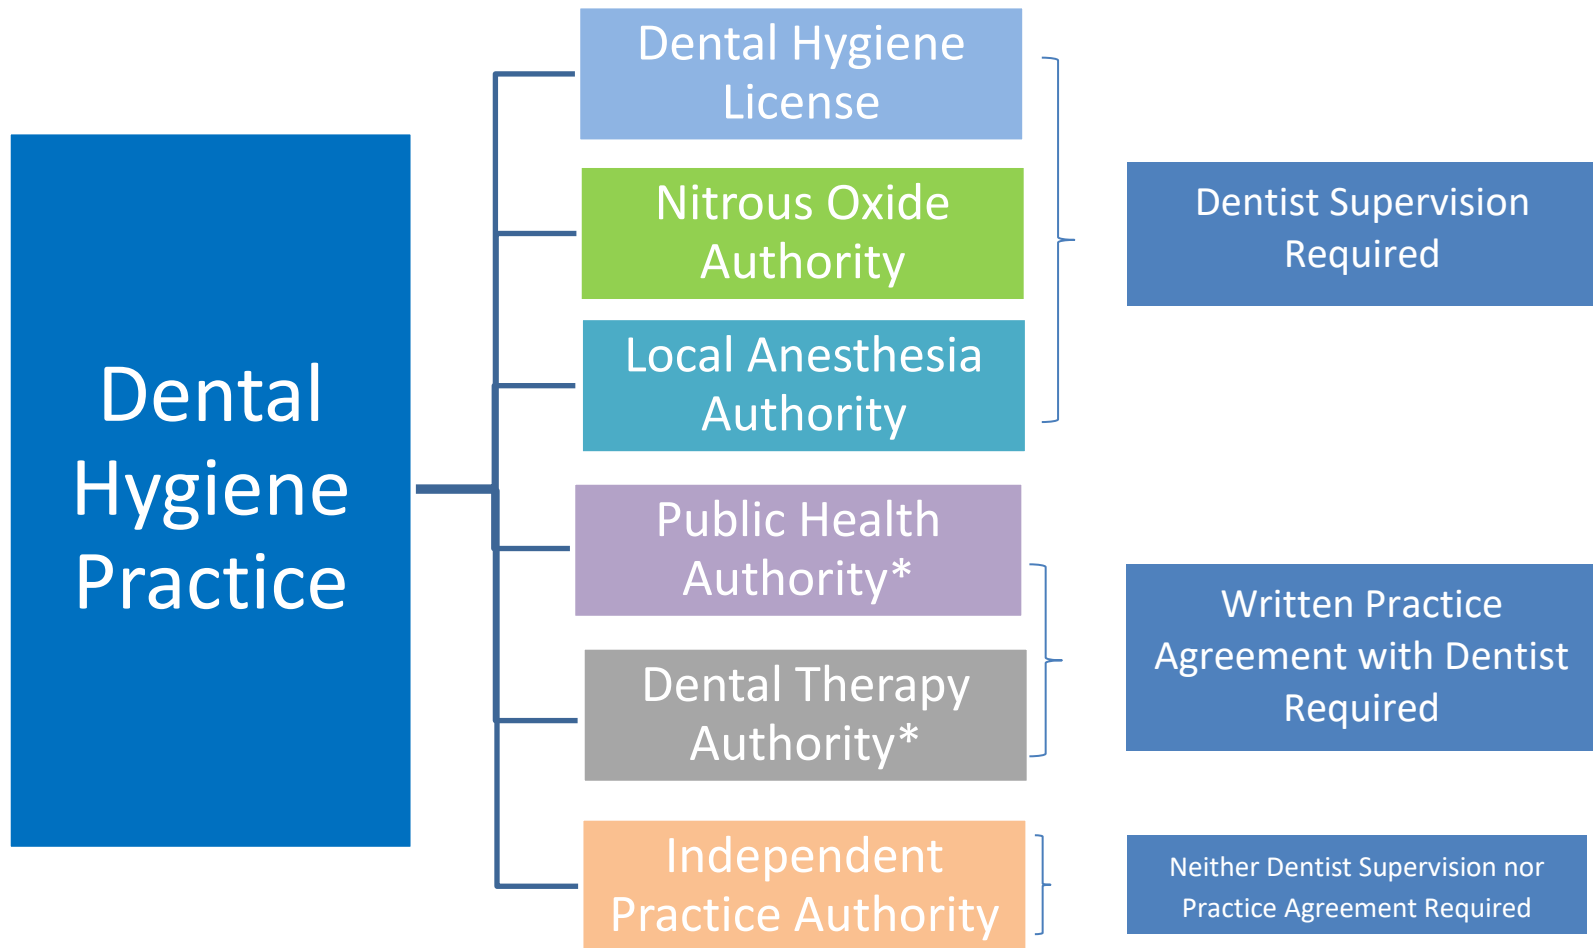 Dental
Hygiene
Practice
Dental Hygiene
License
Nitrous Oxide
Authority
Local Anesthesia
Authority
Public Health
Authority*
Dental Therapy
Authority*
Independent
Practice Authority
Dentist Supervision
Required
Written Practice
Agreement with Dentist
Required
Neither Dentist Supervision nor
Practice Agreement Required